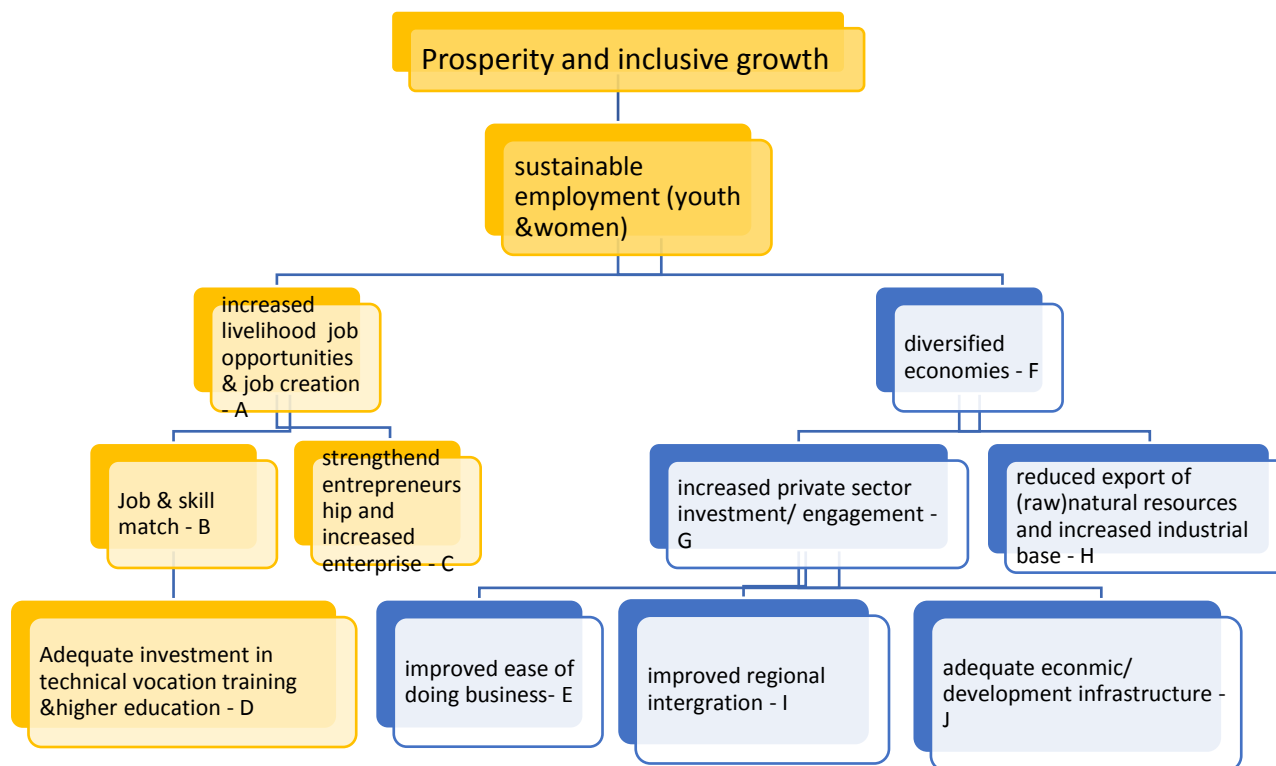 Prosperity and inclusive growth
sustainable
employment (youth
&women)
increased
livelihood job
opportunities
& job creation
- A
diversified
economies - F
Job & skill
match - B
strengthend
entrepreneurs
hip and
increased
enterprise - C
increased private sector
investment/ engagement -
G
reduced export of
(raw)natural resources
and increased industrial
base - H
Adequate investment in
technical vocation training
&higher education - D
improved ease of
doing business- E
improved regional
intergration - I
adequate econmic/
development infrastructure -
J